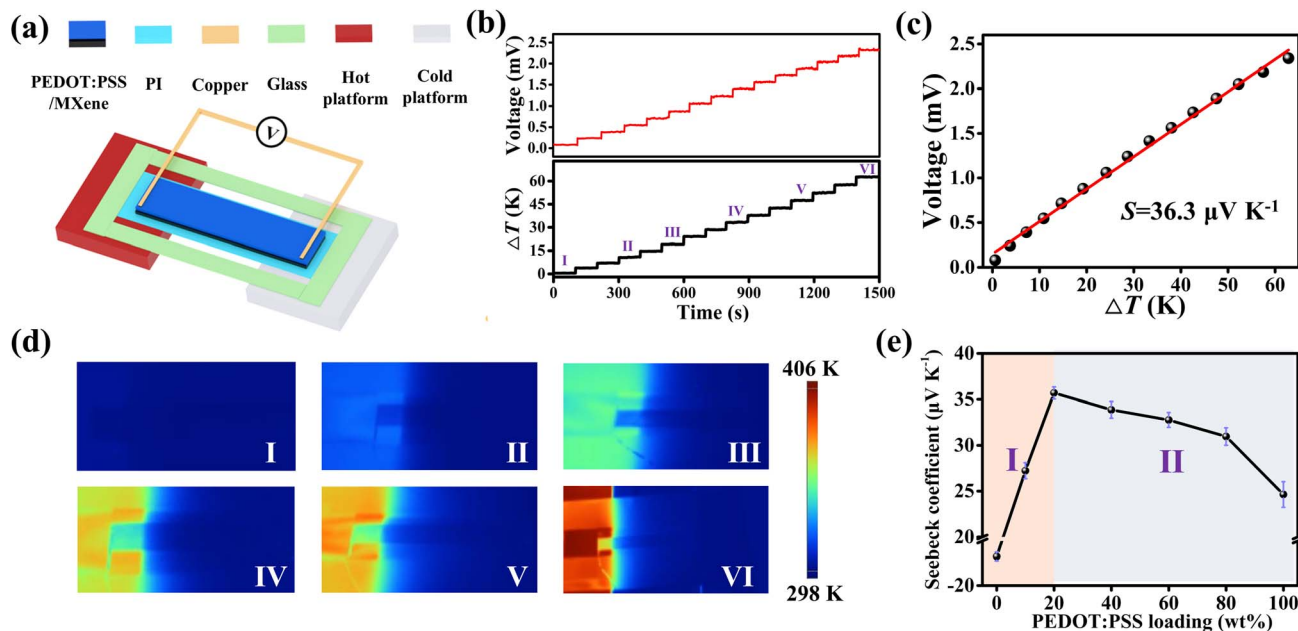 (a)
PEDOT:PSS
/MXene
PI
Copper
Glass
Hot
platform
Cold
platform
V
(b)
Voltage (mV)
2.5
2.0
1.5
1.0
0.5
0.0
△T (K)
60
45
30
15
0
I
II
III
IV
V
VI
0
300
600
900
1200
1500
Time (s)
(c)
Voltage (mV)
2.5
2.0
1.5
1.0
0.5
0.0
S=36.3 μV K⁻¹
0
10
20
30
40
50
60
△T (K)
(d)
I
II
III
IV
V
VI
406 K
298 K
(e)
Seebeck coefficient (μV K⁻¹)
40
35
30
25
20
-20
I
II
0
20
40
60
80
100
PEDOT:PSS loading (wt%)